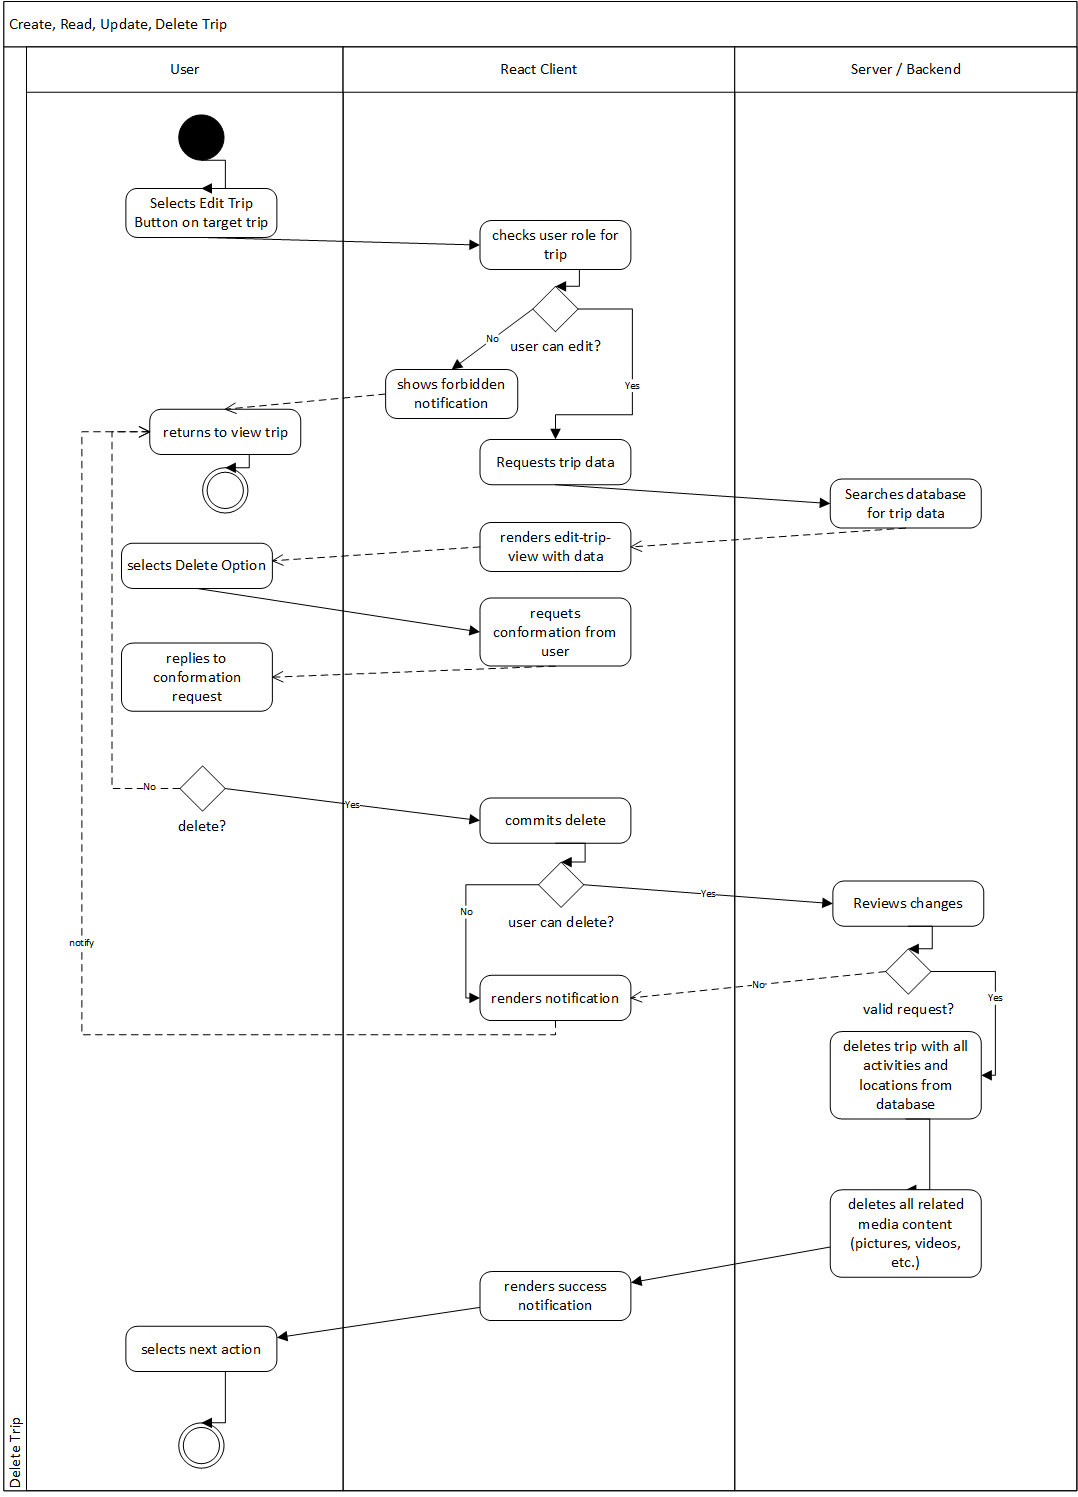 Create, Read, Update, Delete Trip
User
React Client
Server / Backend
Selects Edit Trip
Button on target trip
checks user role for
trip
No
user can edit?
Yes
shows forbidden
notification
returns to view trip
Requests trip data
Searches database
for trip data
renders edit-trip-
view with data
selects Delete Option
requets
conformation from
user
replies to
conformation
request
No
delete?
Yes
commits delete
No
user can delete?
Yes
Reviews changes
notify
renders notification
No
valid request?
Yes
deletes trip with all
activities and
locations from
database
deletes all related
media content
(pictures, videos,
etc.)
renders success
notification
selects next action
Delete Trip